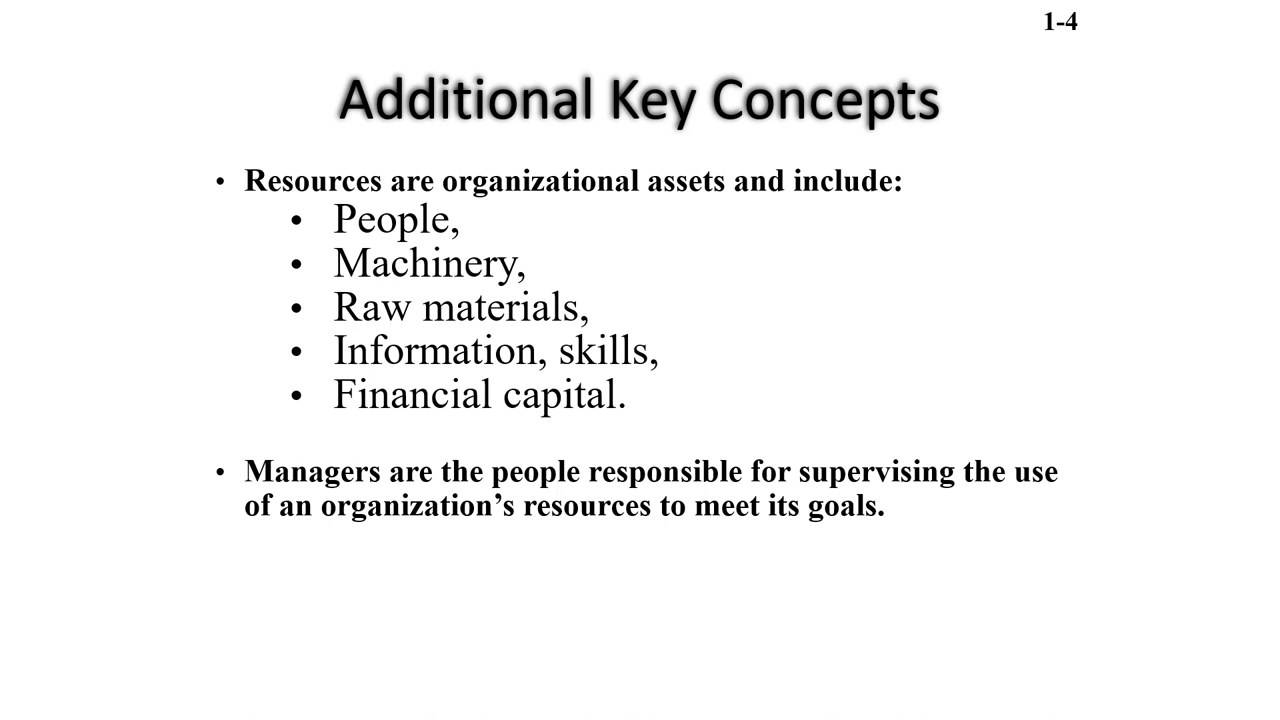 1-4
Additional Key Concepts
• Resources are organizational assets and include:
• People,
• Machinery,
• Raw materials,
• Information, skills,
• Financial capital.
• Managers are the people responsible for supervising the use
of an organization’s resources to meet its goals.